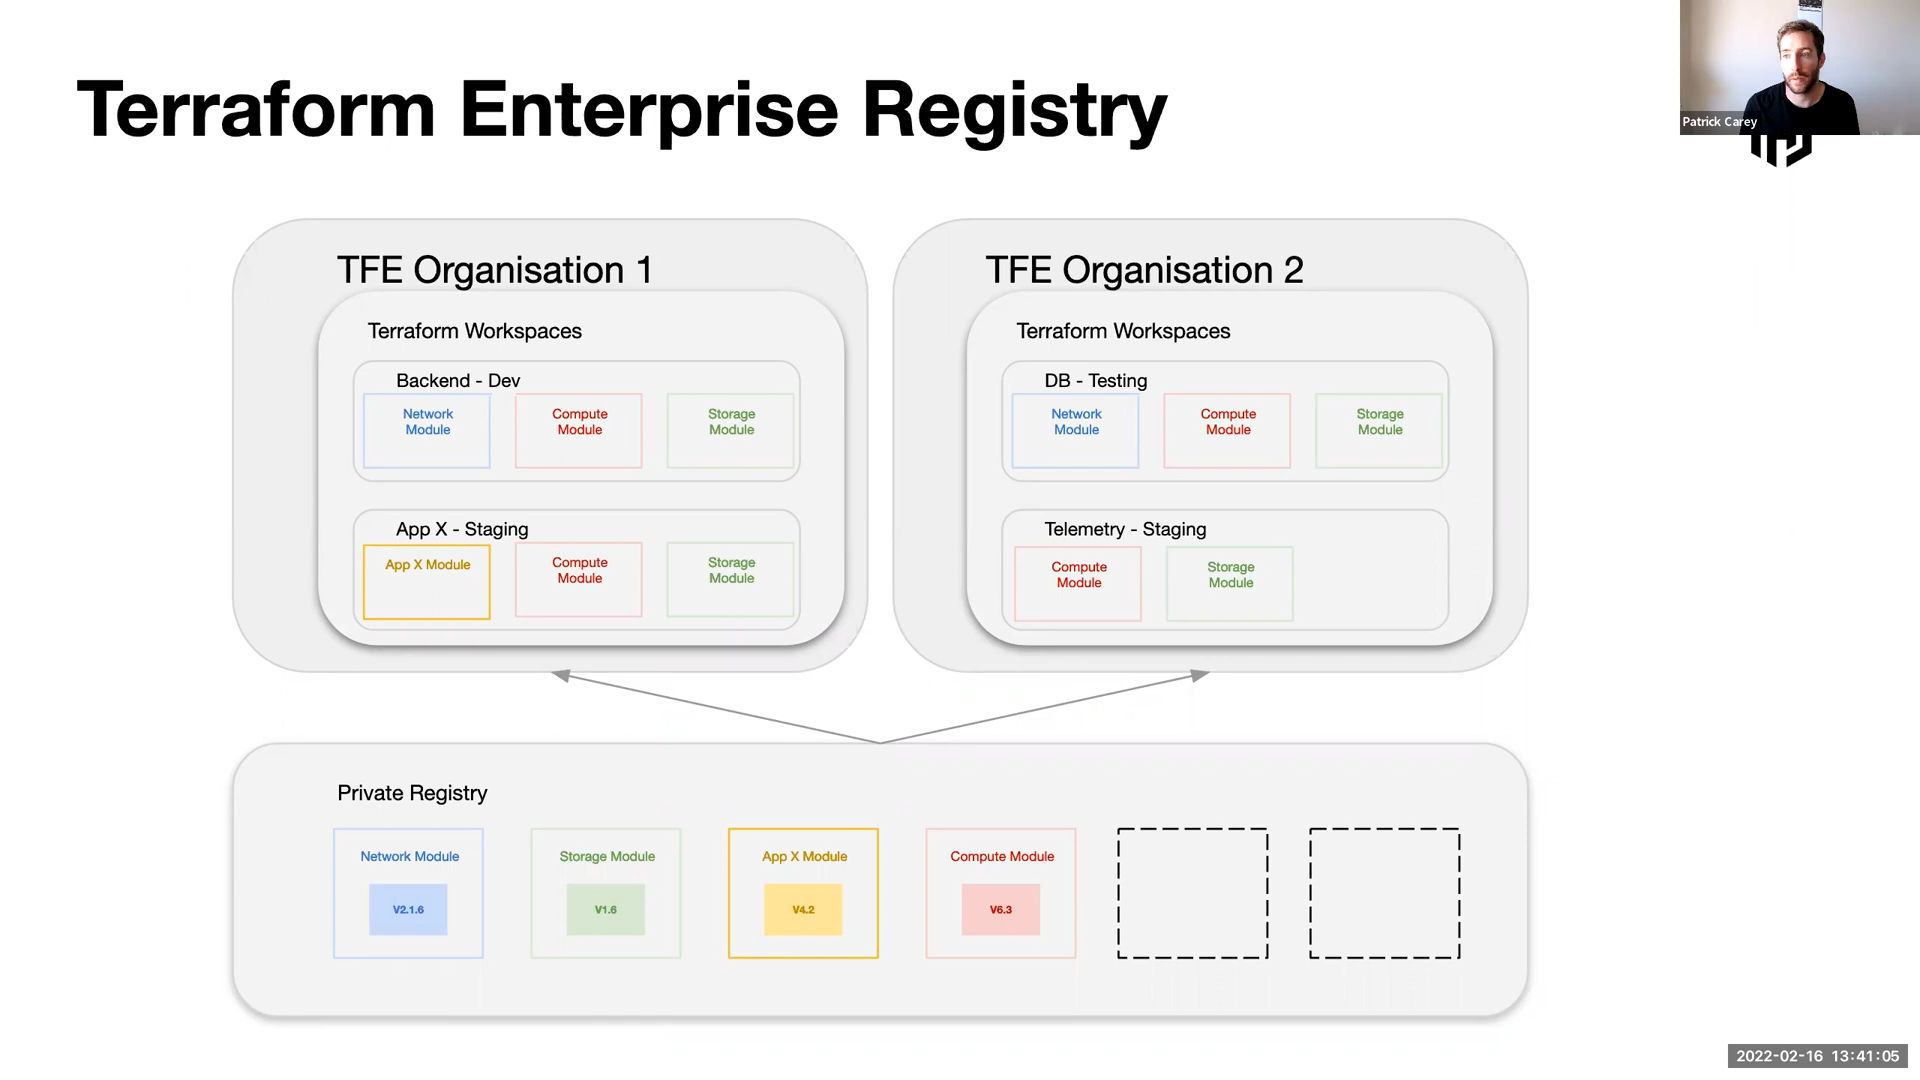 Terraform Enterprise Registry
Patrick Carey
TFE Organisation 1
Terraform Workspaces
Backend - Dev
Network
Module
Compute
Module
Storage
Module
App X - Staging
App X Module
Compute
Module
Storage
Module
TFE Organisation 2
Terraform Workspaces
DB - Testing
Network
Module
Compute
Module
Storage
Module
Telemetry - Staging
Compute
Module
Storage
Module
Private Registry
Network Module
V2.1.6
Storage Module
V1.6
App X Module
V4.2
Compute Module
V6.3
2022-02-16 13:41:05